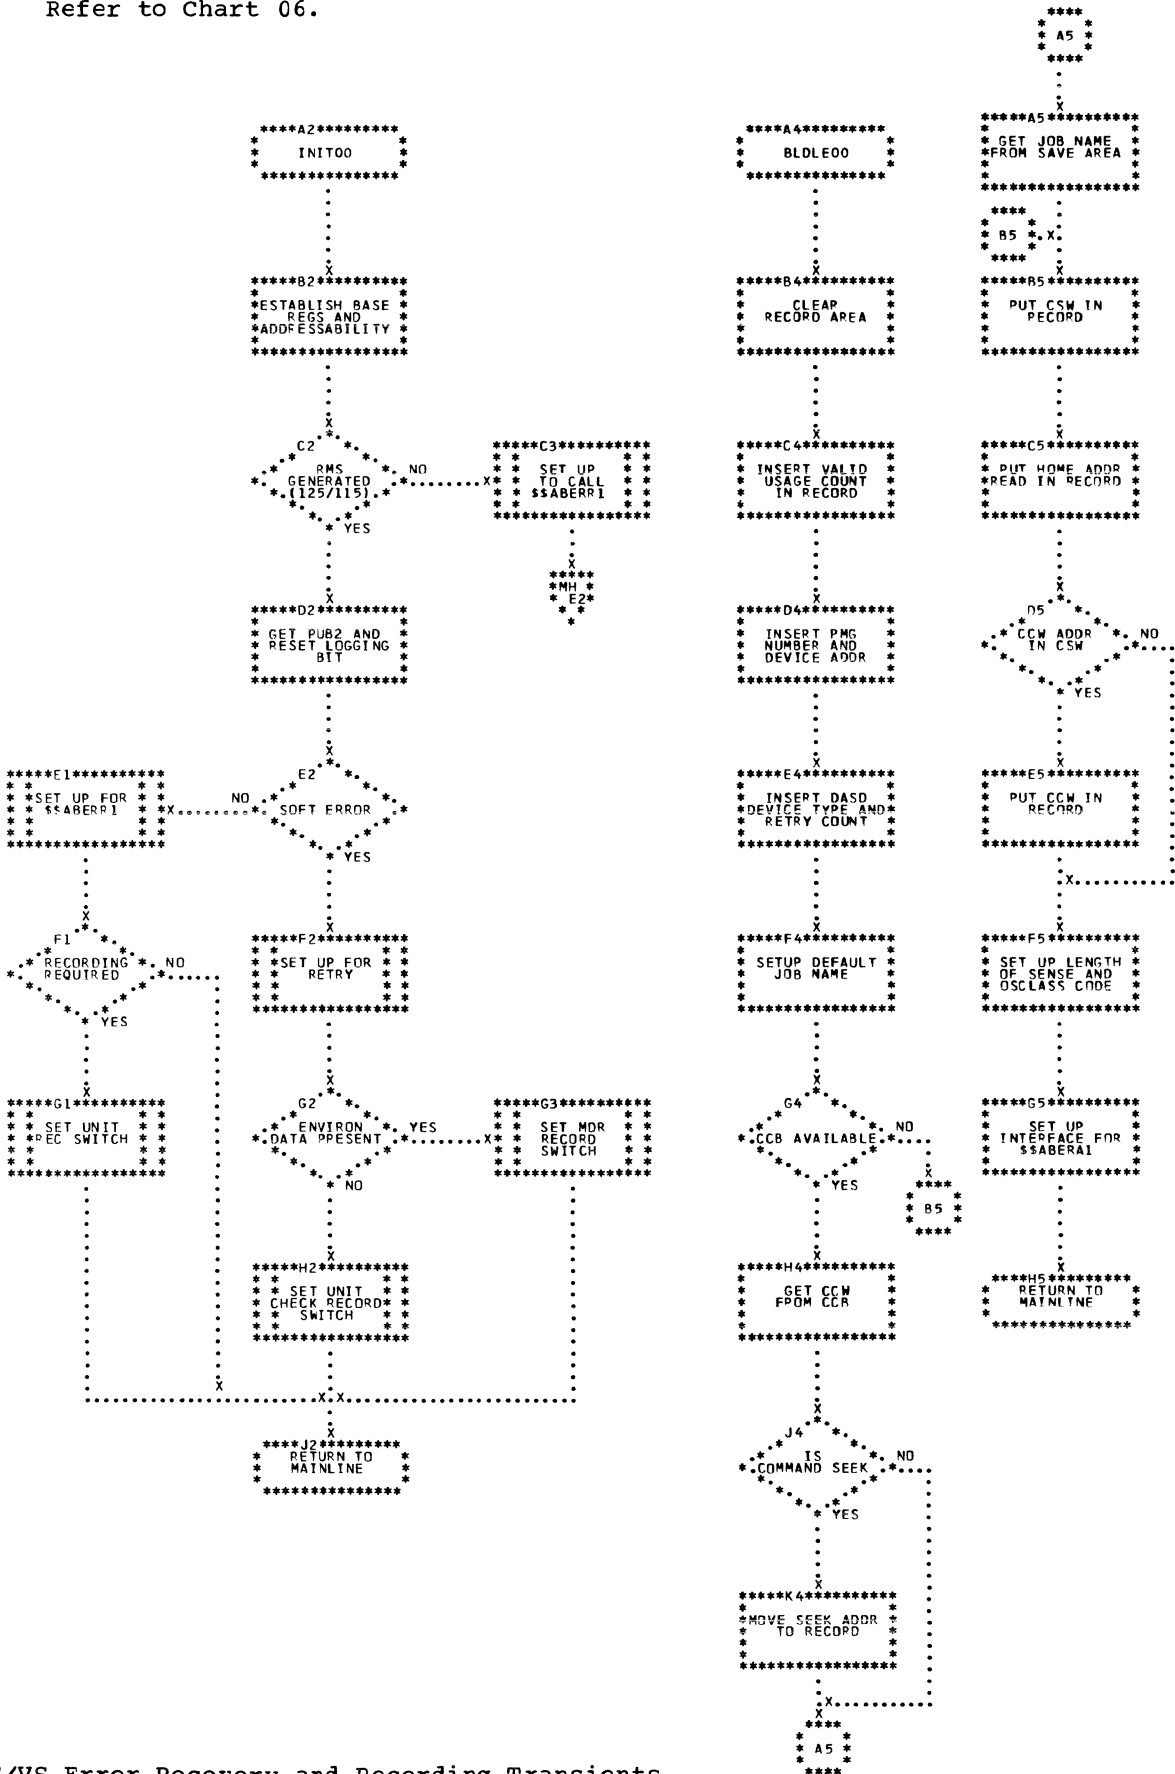 Refer to Chart 06.
A2
INIT00
B2
ESTABLISH BASE
REGS AND
ADDRESSABILITY
C2
RMS
GENERATED
(125/115)
NO
YES
C3
SET UP
TO CALL
$$ABERR1
MH
E2
D2
GET PUB2 AND
RESET LOGGING
BIT
E2
SOFT ERROR
NO
YES
E1
SET UP FOR
$$ABERR1
F1
RECORDING
REQUIRED
NO
YES
G1
SET UNIT
REC SWITCH
F2
SET UP FOR
RETRY
G2
ENVIRON
DATA PRESENT
YES
NO
G3
SET MDR
RECORD
SWITCH
H2
SET UNIT
CHECK RECORD
SWITCH
J2
RETURN TO
MAINLINE
A4
BLDLE00
B4
CLEAR
RECORD AREA
C4
INSERT VALID
USAGE COUNT
IN RECORD
D4
INSERT PMG
NUMBER AND
DEVICE ADDR
E4
INSERT DASD
DEVICE TYPE AND
RETRY COUNT
F4
SETUP DEFAULT
JOB NAME
G4
CCB AVAILABLE
NO
YES
B5
H4
GET CCW
FROM CCB
J4
IS
COMMAND SEEK
NO
YES
K4
MOVE SEEK ADDR
TO RECORD
A5
A5
A5
GET JOB NAME
FROM SAVE AREA
B5
B5
PUT CSW IN
RECORD
C5
PUT HOME ADDR
READ IN RECORD
D5
CCW ADDR
IN CSW
NO
YES
E5
PUT CCW IN
RECORD
F5
SET UP LENGTH
OF SENSE AND
OSCLASS CODE
G5
SET UP
INTERFACE FOR
$$ABERA1
H5
RETURN TO
MAINLINE
/VS Error Recovery and Recording Transients